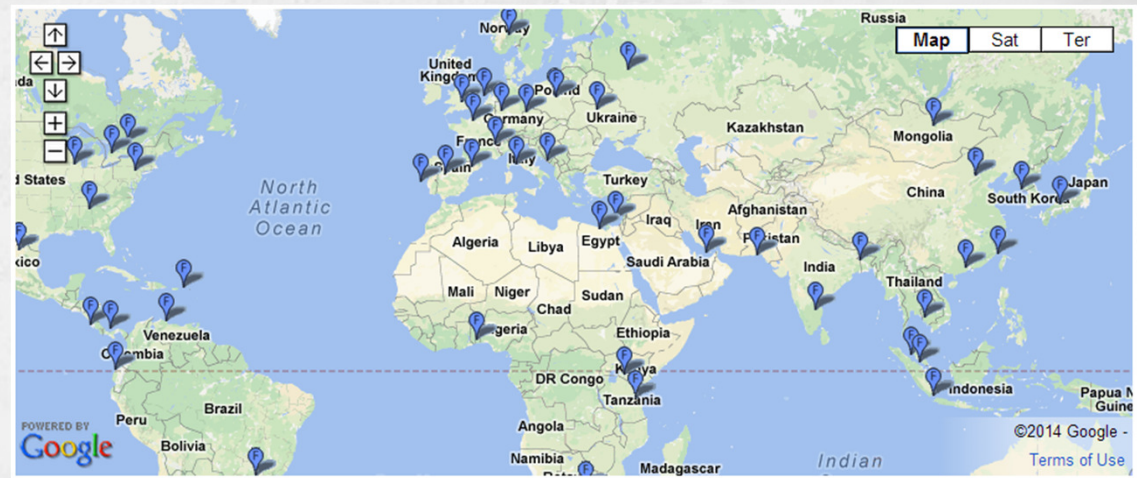 Russia
Norway
Map
Sat
Ter
United
Kingdom
Poland
Germany
Ukraine
Kazakhstan
Mongolia
France
Italy
Spain
d States
North
Atlantic
Ocean
Turkey
Afghanistan
China
Japan
South Korea
Iraq
Iran
Pakistan
Algeria
Libya
Egypt
Saudi Arabia
India
xico
Thailand
Mali
Niger
Chad
Sudan
Nigeria
Venezuela
Ethiopia
Colombia
Kenya
DR Congo
Tanzania
Indonesia
Papua N
Guine
Brazil
Peru
Angola
Bolivia
Namibia
Madagascar
Indian
POWERED BY
Google
©2014 Google -
Terms of Use